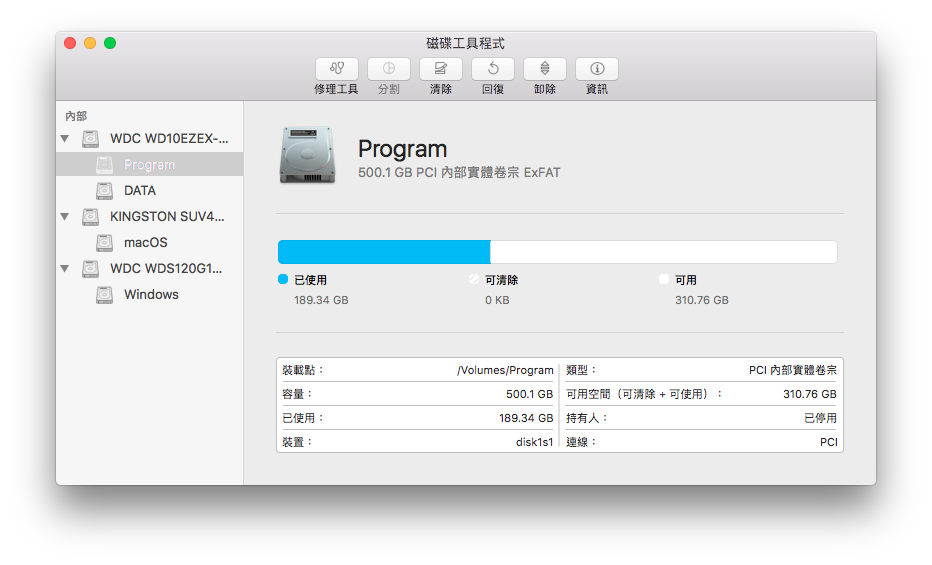 磁碟工具程式
修理工具 分割 清除 回復 卸除 資訊
內部
WDC WD10EZEX-...
Program
DATA
KINGSTON SUV4...
macOS
WDC WDS120G1...
Windows
Program
500.1 GB PCI 內部實體卷宗 ExFAT
已使用 可清除 可用
189.34 GB 0 KB 310.76 GB
裝載點： /Volumes/Program 類型： PCI 內部實體卷宗
容量： 500.1 GB 可用空間（可清除 + 可使用）： 310.76 GB
已使用： 189.34 GB 持有人： 已停用
裝置： disk1s1 連線： PCI